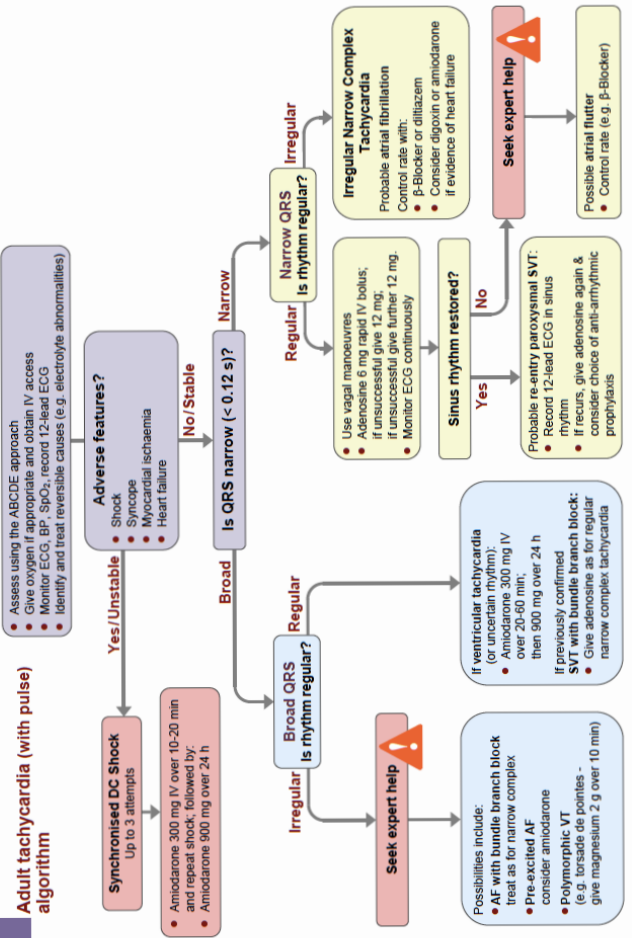 Adult tachycardia (with pulse)
algorithm
• Assess using the ABCDE approach
• Give oxygen if appropriate and obtain IV access
• Monitor ECG, BP, SpO₂, record 12-lead ECG
• Identify and treat reversible causes (e.g. electrolyte abnormalities)
Adverse features?
• Shock
• Syncope
• Myocardial ischaemia
• Heart failure
Yes/Unstable
No/Stable
Synchronised DC Shock
Up to 3 attempts
• Amiodarone 300 mg IV over 10-20 min
and repeat shock; followed by:
• Amiodarone 900 mg over 24 h
Is QRS narrow (< 0.12 s)?
Broad
Narrow
Broad QRS
Is rhythm regular?
Irregular
Regular
Seek expert help
Possibilities include:
• AF with bundle branch block
treat as for narrow complex
• Pre-excited AF
consider amiodarone
• Polymorphic VT
(e.g. torsade de pointes -
give magnesium 2 g over 10 min)
If ventricular tachycardia
(or uncertain rhythm):
• Amiodarone 300 mg IV
over 20-60 min;
then 900 mg over 24 h
If previously confirmed
SVT with bundle branch block:
• Give adenosine as for regular
narrow complex tachycardia
Narrow QRS
Is rhythm regular?
Regular
Irregular
• Use vagal manoeuvres
• Adenosine 6 mg rapid IV bolus;
if unsuccessful give 12 mg;
if unsuccessful give further 12 mg.
• Monitor ECG continuously
Irregular Narrow Complex
Tachycardia
Probable atrial fibrillation
Control rate with:
• β-Blocker or diltiazem
• Consider digoxin or amiodarone
if evidence of heart failure
Sinus rhythm restored?
Yes
No
Probable re-entry paroxysmal SVT:
• Record 12-lead ECG in sinus
rhythm
• If recurs, give adenosine again &
consider choice of anti-arrhythmic
prophylaxis
Seek expert help
Possible atrial flutter
• Control rate (e.g. β-Blocker)